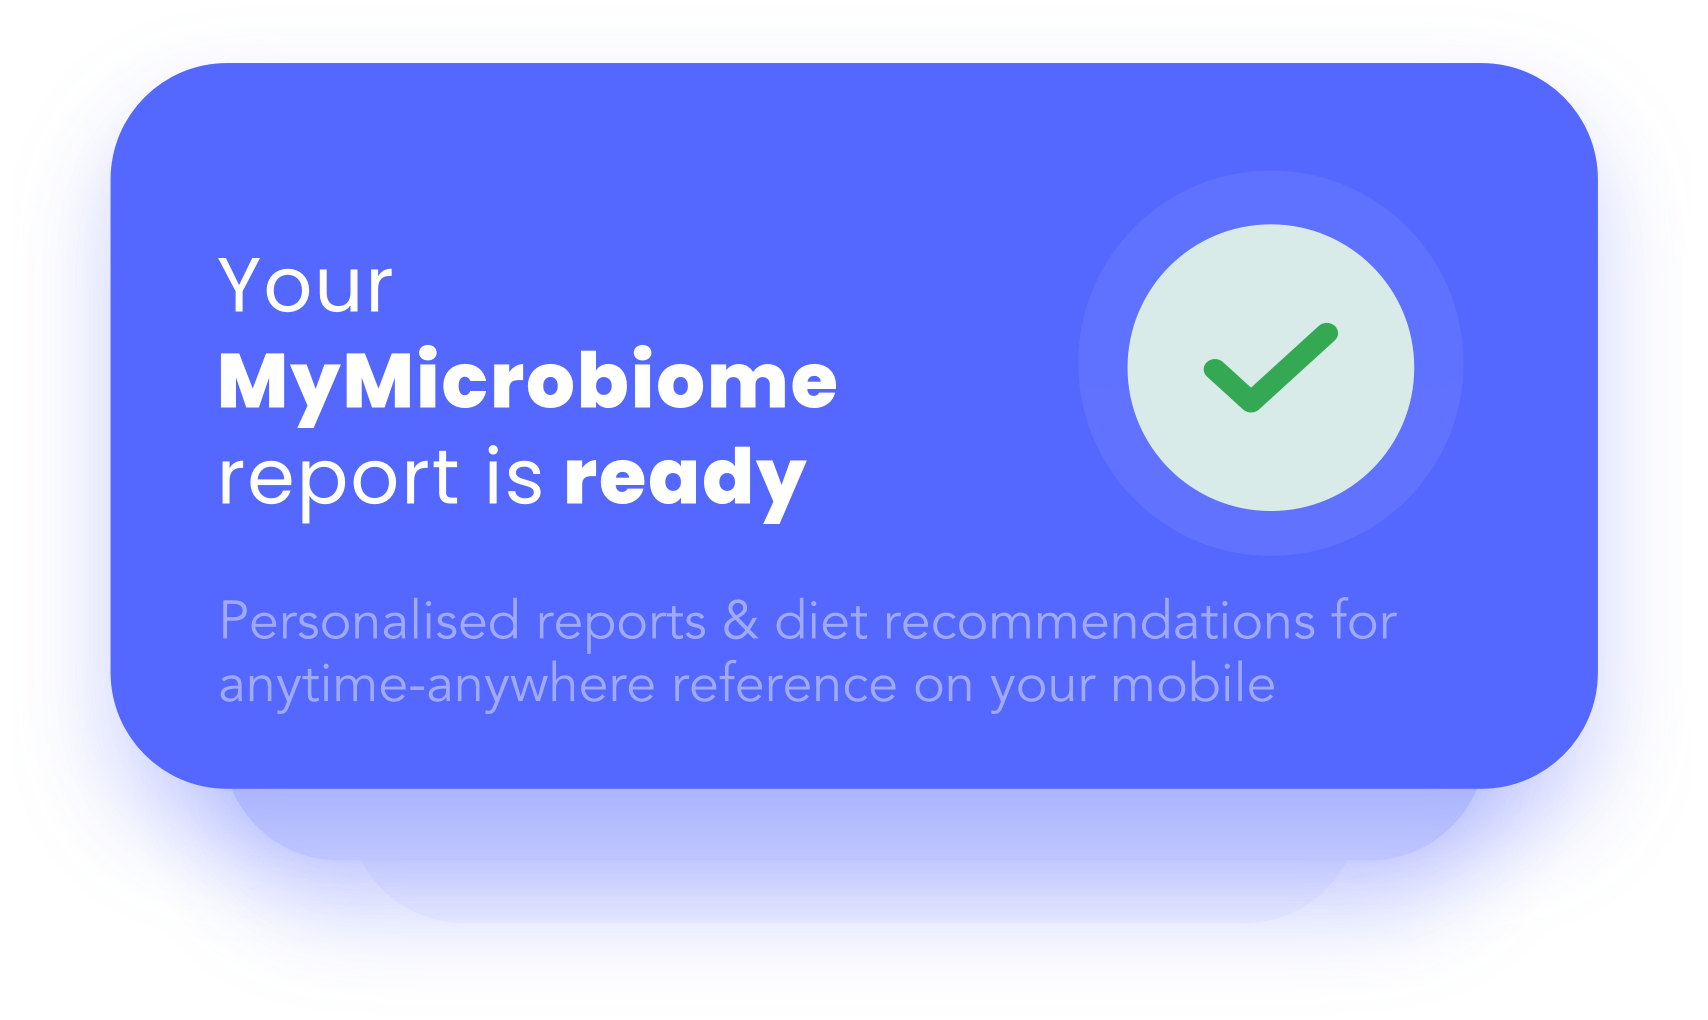 Your
MyMicrobiome
report is ready
Personalised reports & diet recommendations for
anytime-anywhere reference on your mobile